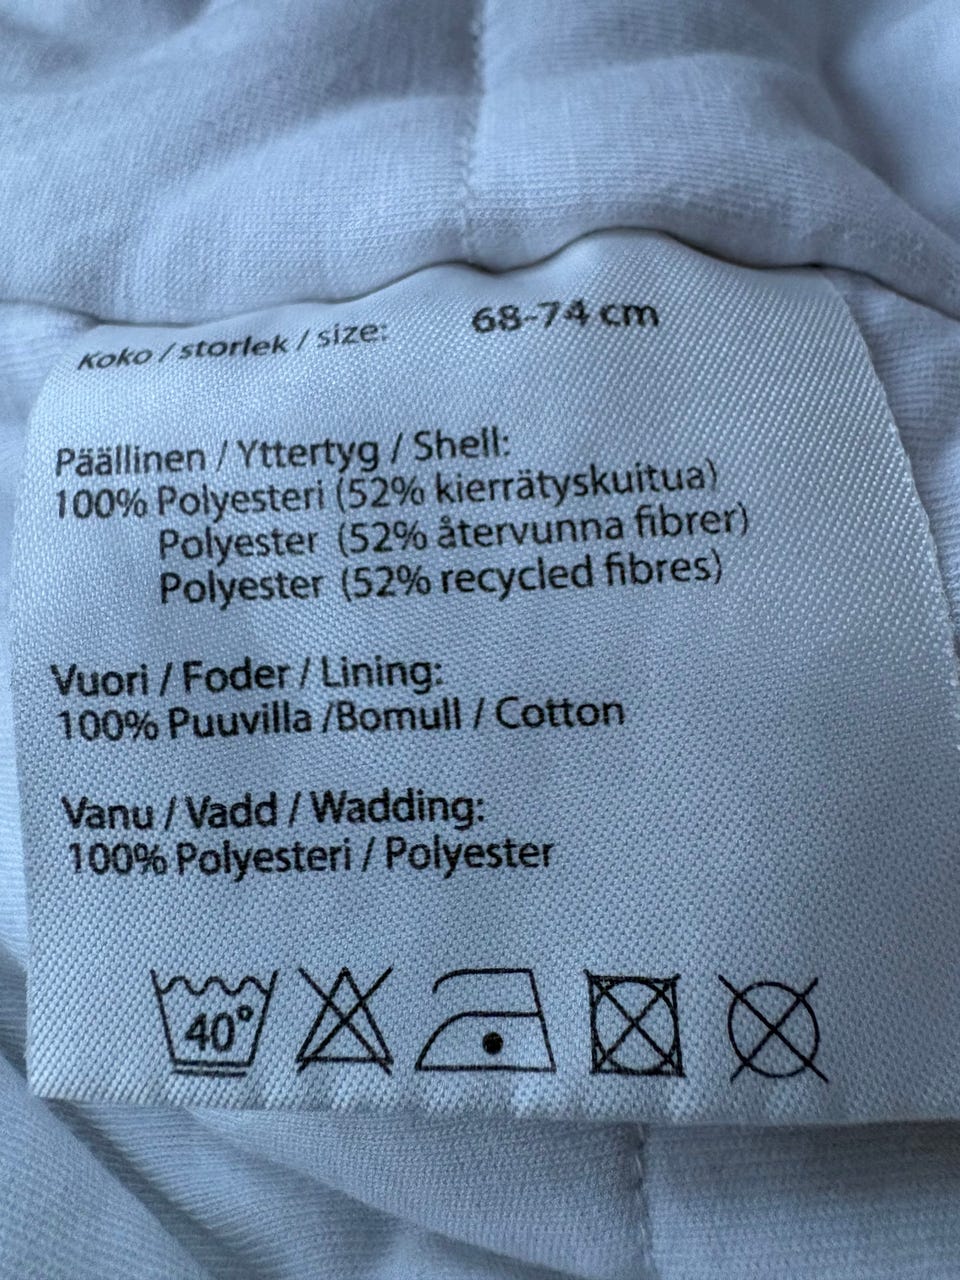 Koko / storlek / size: 68-74 cm
Päällinen / Yttertyg / Shell:
100% Polyesteri (52% kierrätyskuitua)
Polyester (52% återvunna fibrer)
Polyester (52% recycled fibres)
Vuori / Foder / Lining:
100% Puuvilla /Bomull / Cotton
Vanu / Vadd / Wadding:
100% Polyesteri / Polyester
40°